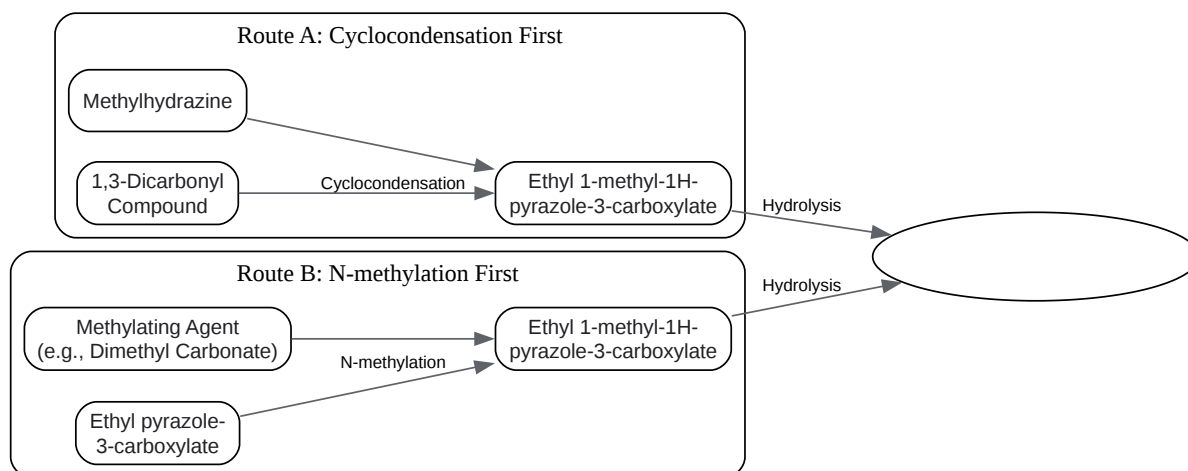 Route A: Cyclocondensation First
Methylhydrazine
1,3-Dicarbonyl
Compound
Cyclocondensation
Ethyl 1-methyl-1H-
pyrazole-3-carboxylate
Hydrolysis
Route B: N-methylation First
Methylating Agent
(e.g., Dimethyl Carbonate)
N-methylation
Ethyl pyrazole-
3-carboxylate
Ethyl 1-methyl-1H-
pyrazole-3-carboxylate
Hydrolysis